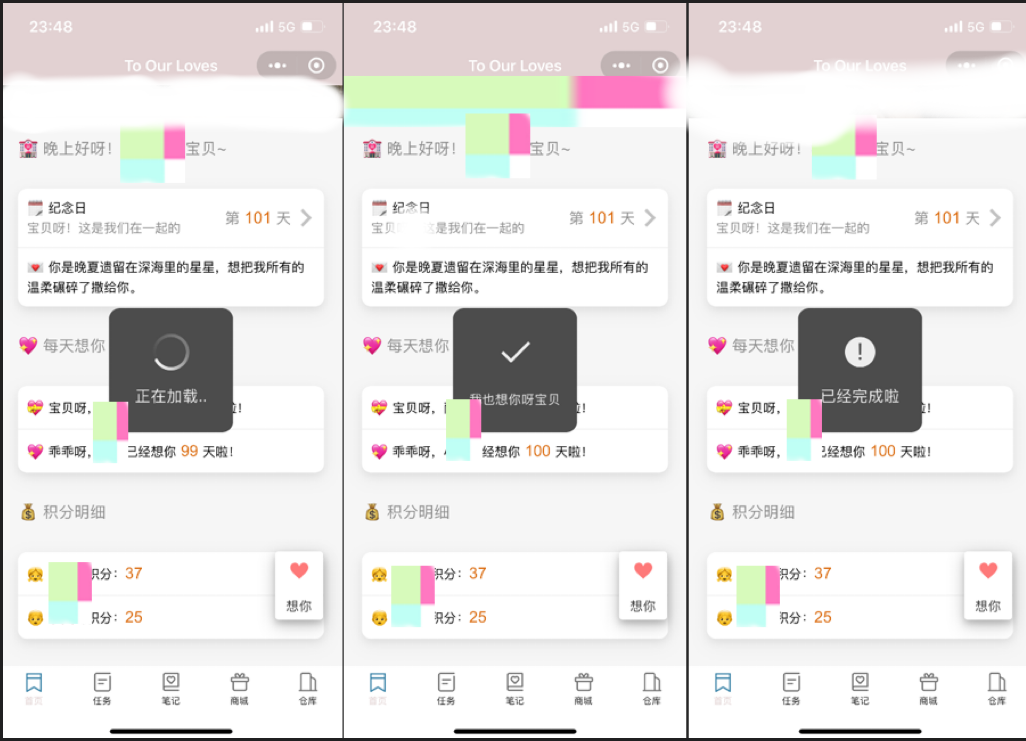 23:48
5G
To Our Loves
晚上好呀！
宝贝~
纪念日
宝贝呀！这是我们在一起的
第 101 天
你是晚夏遗留在深海里的星星，想把我所有的
温柔碾碎了撒给你。
每天想你
正在加载..
宝贝呀，
啦！
乖乖呀，
已经想你 99 天啦！
积分明细
积分：37
积分：25
想你
首页
任务
笔记
商城
仓库
23:48
5G
To Our Loves
晚上好呀！
宝贝~
纪念日
宝贝
这是我们在一起的
第 101 天
你是晚夏遗留在深海里的星星，想把我所有的
温柔碾碎了撒给你。
每天想你
我也想你呀宝贝
宝贝呀，
啦！
乖乖呀，
经想你 100 天啦！
积分明细
积分：37
积分：25
想你
首页
任务
笔记
商城
仓库
23:48
5G
To Our Loves
晚上好呀！
宝贝~
纪念日
宝贝呀！这是我们在一起的
第 101 天
你是晚夏遗留在深海里的星星，想把我所有的
温柔碾碎了撒给你。
每天想你
已经完成啦
宝贝呀，
啦！
乖乖呀，
已经想你 100 天啦！
积分明细
积分：37
积分：25
想你
首页
任务
笔记
商城
仓库